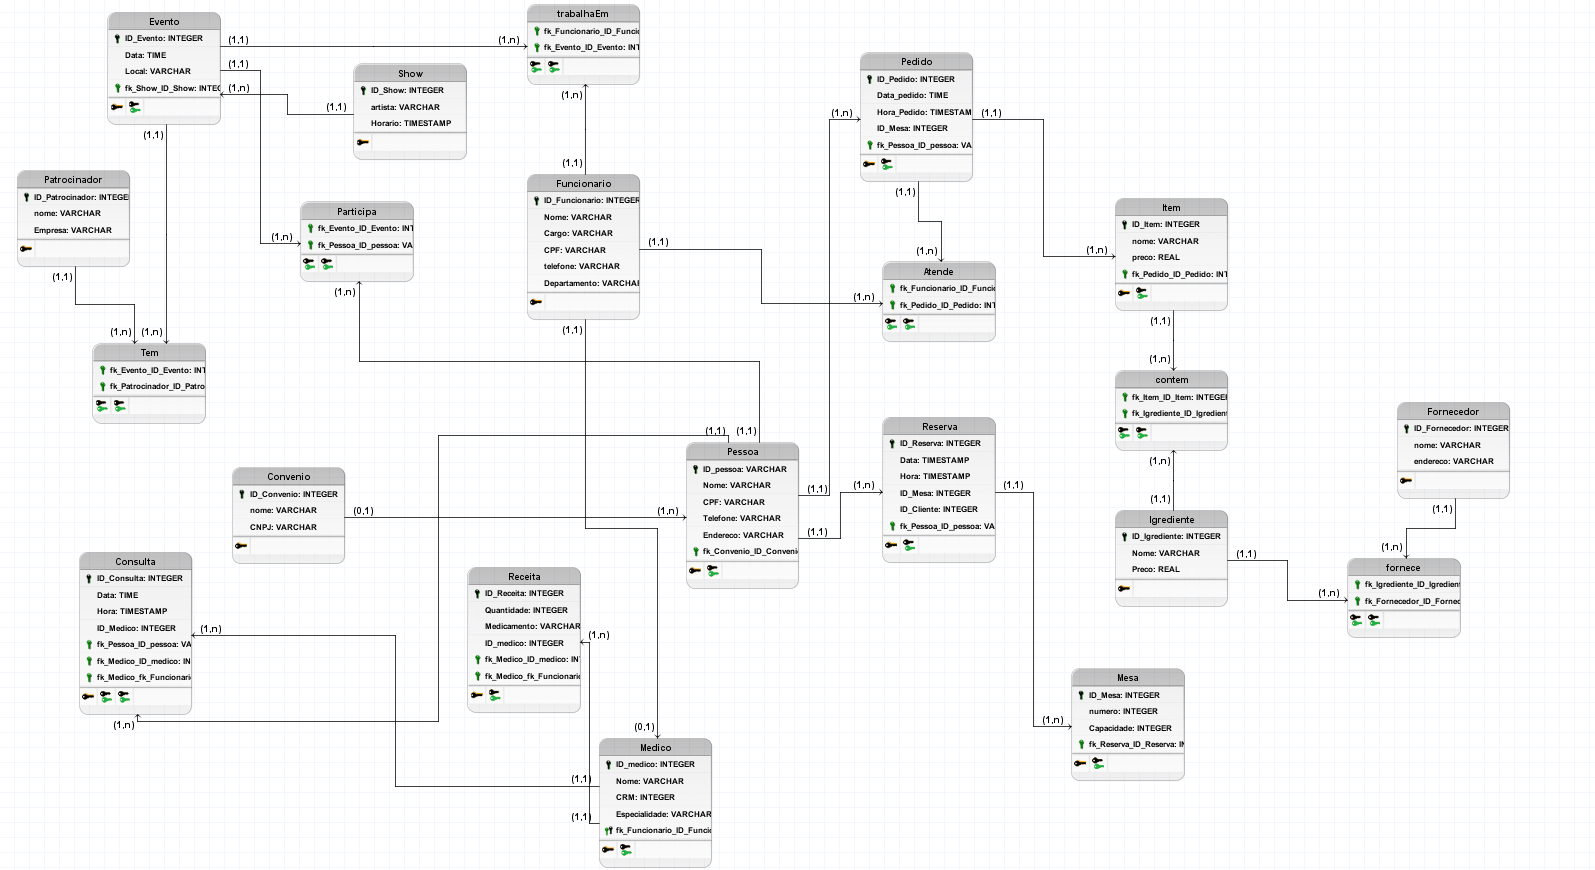 Evento
ID_Evento: INTEGER
Data: TIME
Local: VARCHAR
fk_Show_ID_Show: INTEG
(1,1)
(1,1)
(1,n)
(1,1)
trabalhaEm
fk_Funcionario_ID_Funci
fk_Evento_ID_Evento: INT
(1,n)
(1,n)
Show
ID_Show: INTEGER
artista: VARCHAR
Horario: TIMESTAMP
(1,1)
Pedido
ID_Pedido: INTEGER
Data_pedido: TIME
Hora_Pedido: TIMESTAM
ID_Mesa: INTEGER
fk_Pessoa_ID_pessoa: VA
(1,n)
(1,1)
(1,1)
Patrocinador
ID_Patrocinador: INTEGE
nome: VARCHAR
Empresa: VARCHAR
(1,1)
Participa
fk_Evento_ID_Evento: INT
fk_Pessoa_ID_pessoa: VA
(1,n)
(1,n)
(1,1)
Funcionario
ID_Funcionario: INTEGER
Nome: VARCHAR
Cargo: VARCHAR
CPF: VARCHAR
telefone: VARCHAR
Departamento: VARCHA
(1,1)
(1,1)
Item
ID_Item: INTEGER
nome: VARCHAR
preco: REAL
fk_Pedido_ID_Pedido: INT
(1,n)
(1,1)
Atende
fk_Funcionario_ID_Funci
fk_Pedido_ID_Pedido: INT
(1,n)
(1,n)
Tem
fk_Evento_ID_Evento: INT
fk_Patrocinador_ID_Patro
(1,n)
(1,n)
contem
fk_Item_ID_Item: INTEGE
fk_Igrediente_ID_Igredien
(1,n)
(1,n)
Fornecedor
ID_Fornecedor: INTEGER
nome: VARCHAR
endereco: VARCHAR
(1,1)
Reserva
ID_Reserva: INTEGER
Data: TIMESTAMP
Hora: TIMESTAMP
ID_Mesa: INTEGER
ID_Cliente: INTEGER
fk_Pessoa_ID_pessoa: VA
(1,n)
(1,1)
Pessoa
ID_pessoa: VARCHAR
Nome: VARCHAR
CPF: VARCHAR
Telefone: VARCHAR
Endereco: VARCHAR
fk_Convenio_ID_Conveni
(1,1)
(1,1)
(1,1)
(1,1)
(1,n)
Convenio
ID_Convenio: INTEGER
nome: VARCHAR
CNPJ: VARCHAR
(0,1)
Igrediente
ID_Igrediente: INTEGER
Nome: VARCHAR
Preco: REAL
(1,1)
(1,1)
fornece
fk_Igrediente_ID_Igredien
fk_Fornecedor_ID_Fornec
(1,n)
(1,n)
Consulta
ID_Consulta: INTEGER
Data: TIME
Hora: TIMESTAMP
ID_Medico: INTEGER
fk_Pessoa_ID_pessoa: VA
fk_Medico_ID_medico: IN
fk_Medico_fk_Funcionari
(1,n)
(1,n)
Receita
ID_Receita: INTEGER
Quantidade: INTEGER
Medicamento: VARCHAR
ID_medico: INTEGER
fk_Medico_ID_medico: IN
fk_Medico_fk_Funcionari
(1,n)
Mesa
ID_Mesa: INTEGER
numero: INTEGER
Capacidade: INTEGER
fk_Reserva_ID_Reserva: I
(1,n)
Medico
ID_medico: INTEGER
Nome: VARCHAR
CRM: INTEGER
Especialidade: VARCHAR
fk_Funcionario_ID_Funci
(0,1)
(1,1)
(1,1)